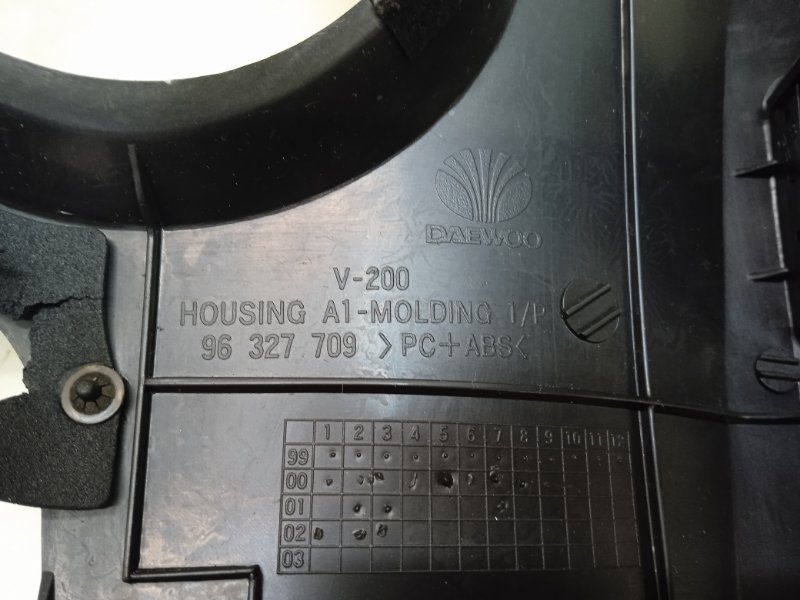 DAEWOO
V-200
HOUSING A1-MOLDING 1/P
96 327 709 >PC+ABS<
1 2 3 4 5 6 7 8 9 10 11 12
99
00
01
02
03